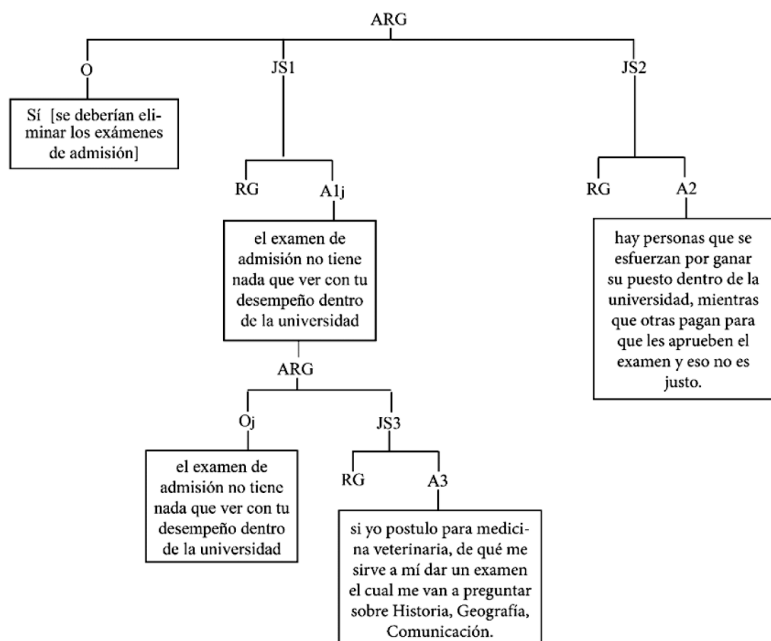 ARG
O
JS1
JS2
Sí [se deberían eli-
minar los exámenes
de admisión]
RG
A1j
RG
A2
el examen de
admisión no tiene
nada que ver con tu
desempeño dentro
de la universidad
hay personas que se
esfuerzan por ganar
su puesto dentro de la
universidad, mientras
que otras pagan para
que les aprueben el
examen y eso no es
justo.
ARG
Oj
JS3
el examen de
admisión no tiene
nada que ver con tu
desempeño dentro
de la universidad
RG
A3
si yo postulo para medici-
na veterinaria, de qué me
sirve a mí dar un examen
el cual me van a preguntar
sobre Historia, Geografía,
Comunicación.